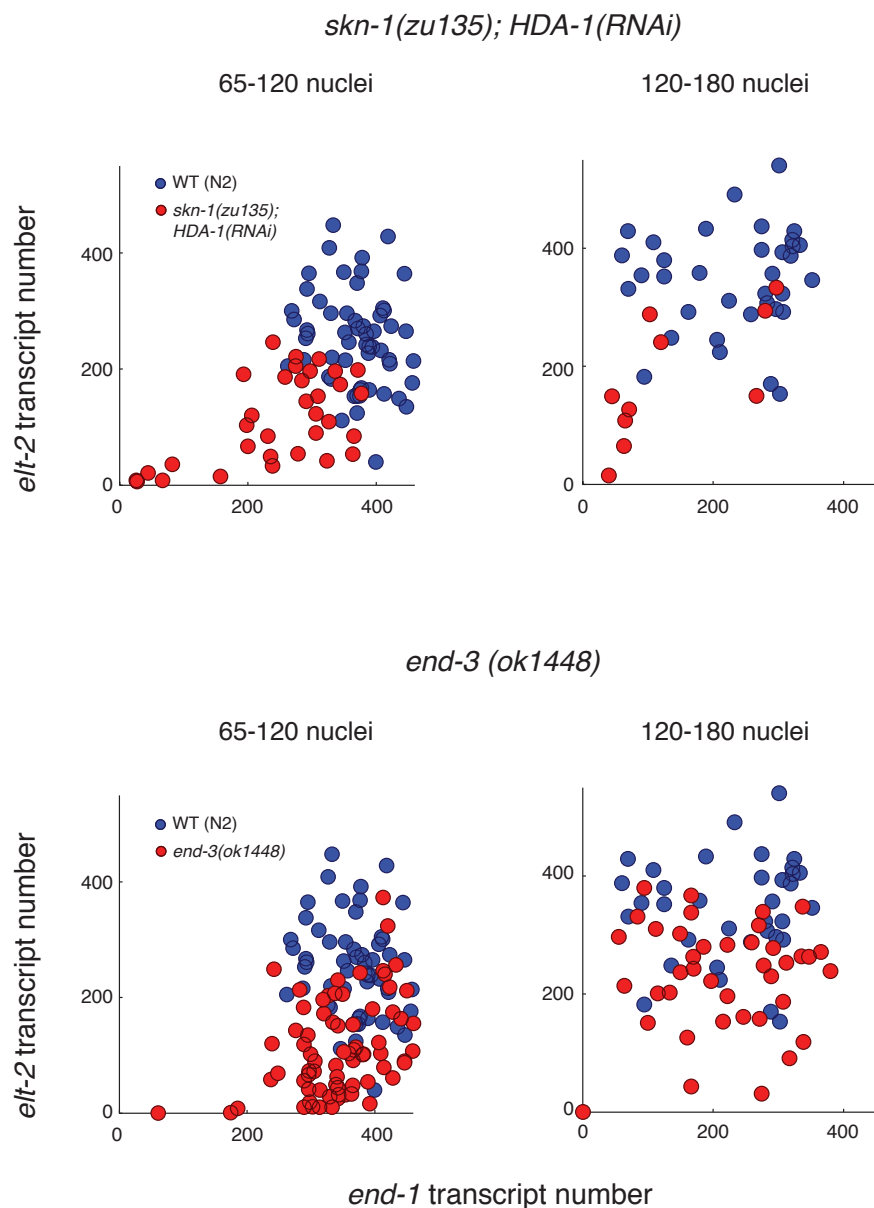 skn-1(zu135); HDA-1(RNAi)
65-120 nuclei
120-180 nuclei
WT (N2)
skn-1(zu135);
HDA-1(RNAi)
elt-2 transcript number
400
200
0
0
200
400
400
200
0
0
200
400
end-3 (ok1448)
65-120 nuclei
120-180 nuclei
WT (N2)
end-3(ok1448)
elt-2 transcript number
400
200
0
0
200
400
400
200
0
0
200
400
end-1 transcript number